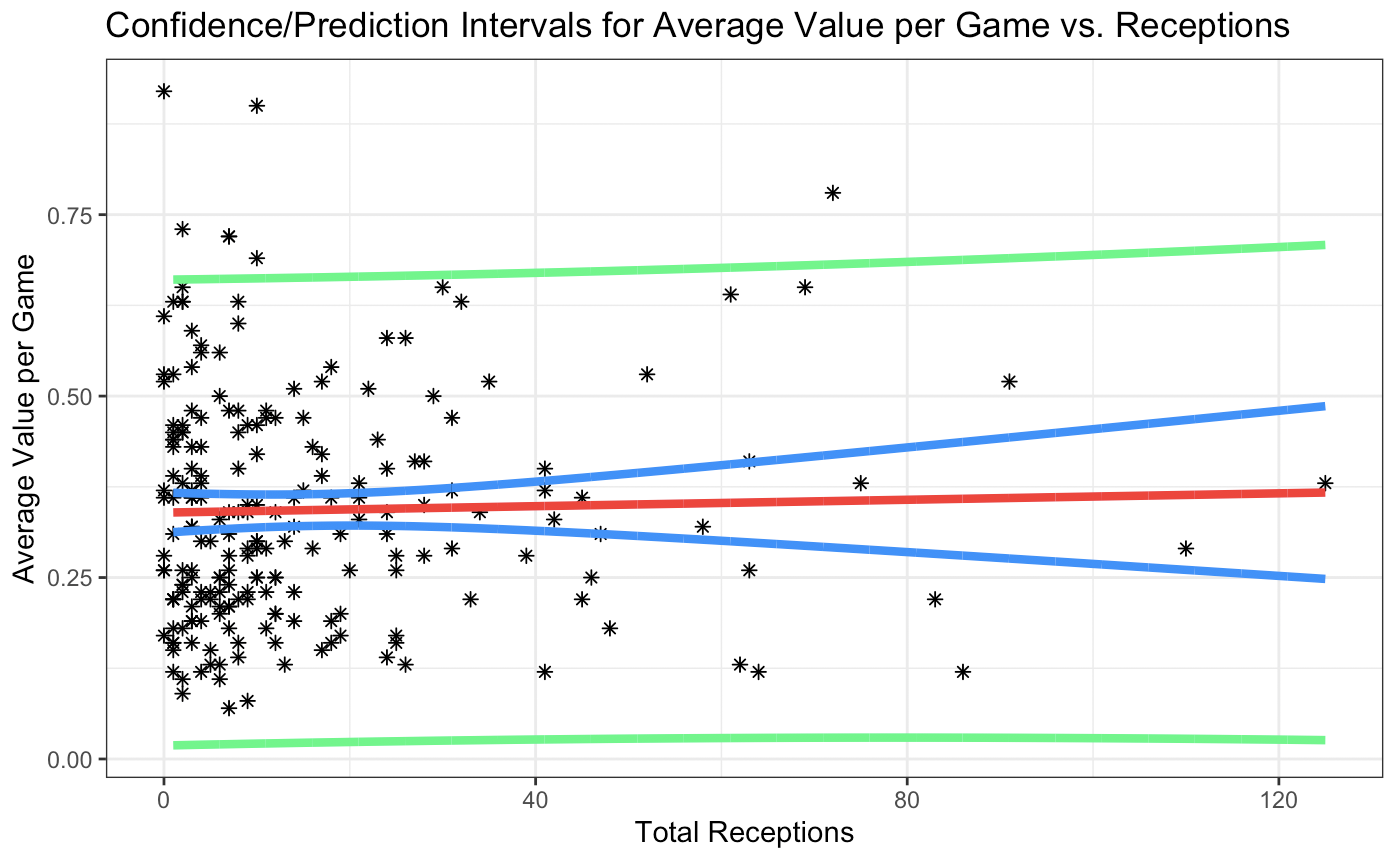 Confidence/Prediction Intervals for Average Value per Game vs. Receptions
Average Value per Game
0.75
0.50
0.25
0.00
0 40 80 120
Total Receptions